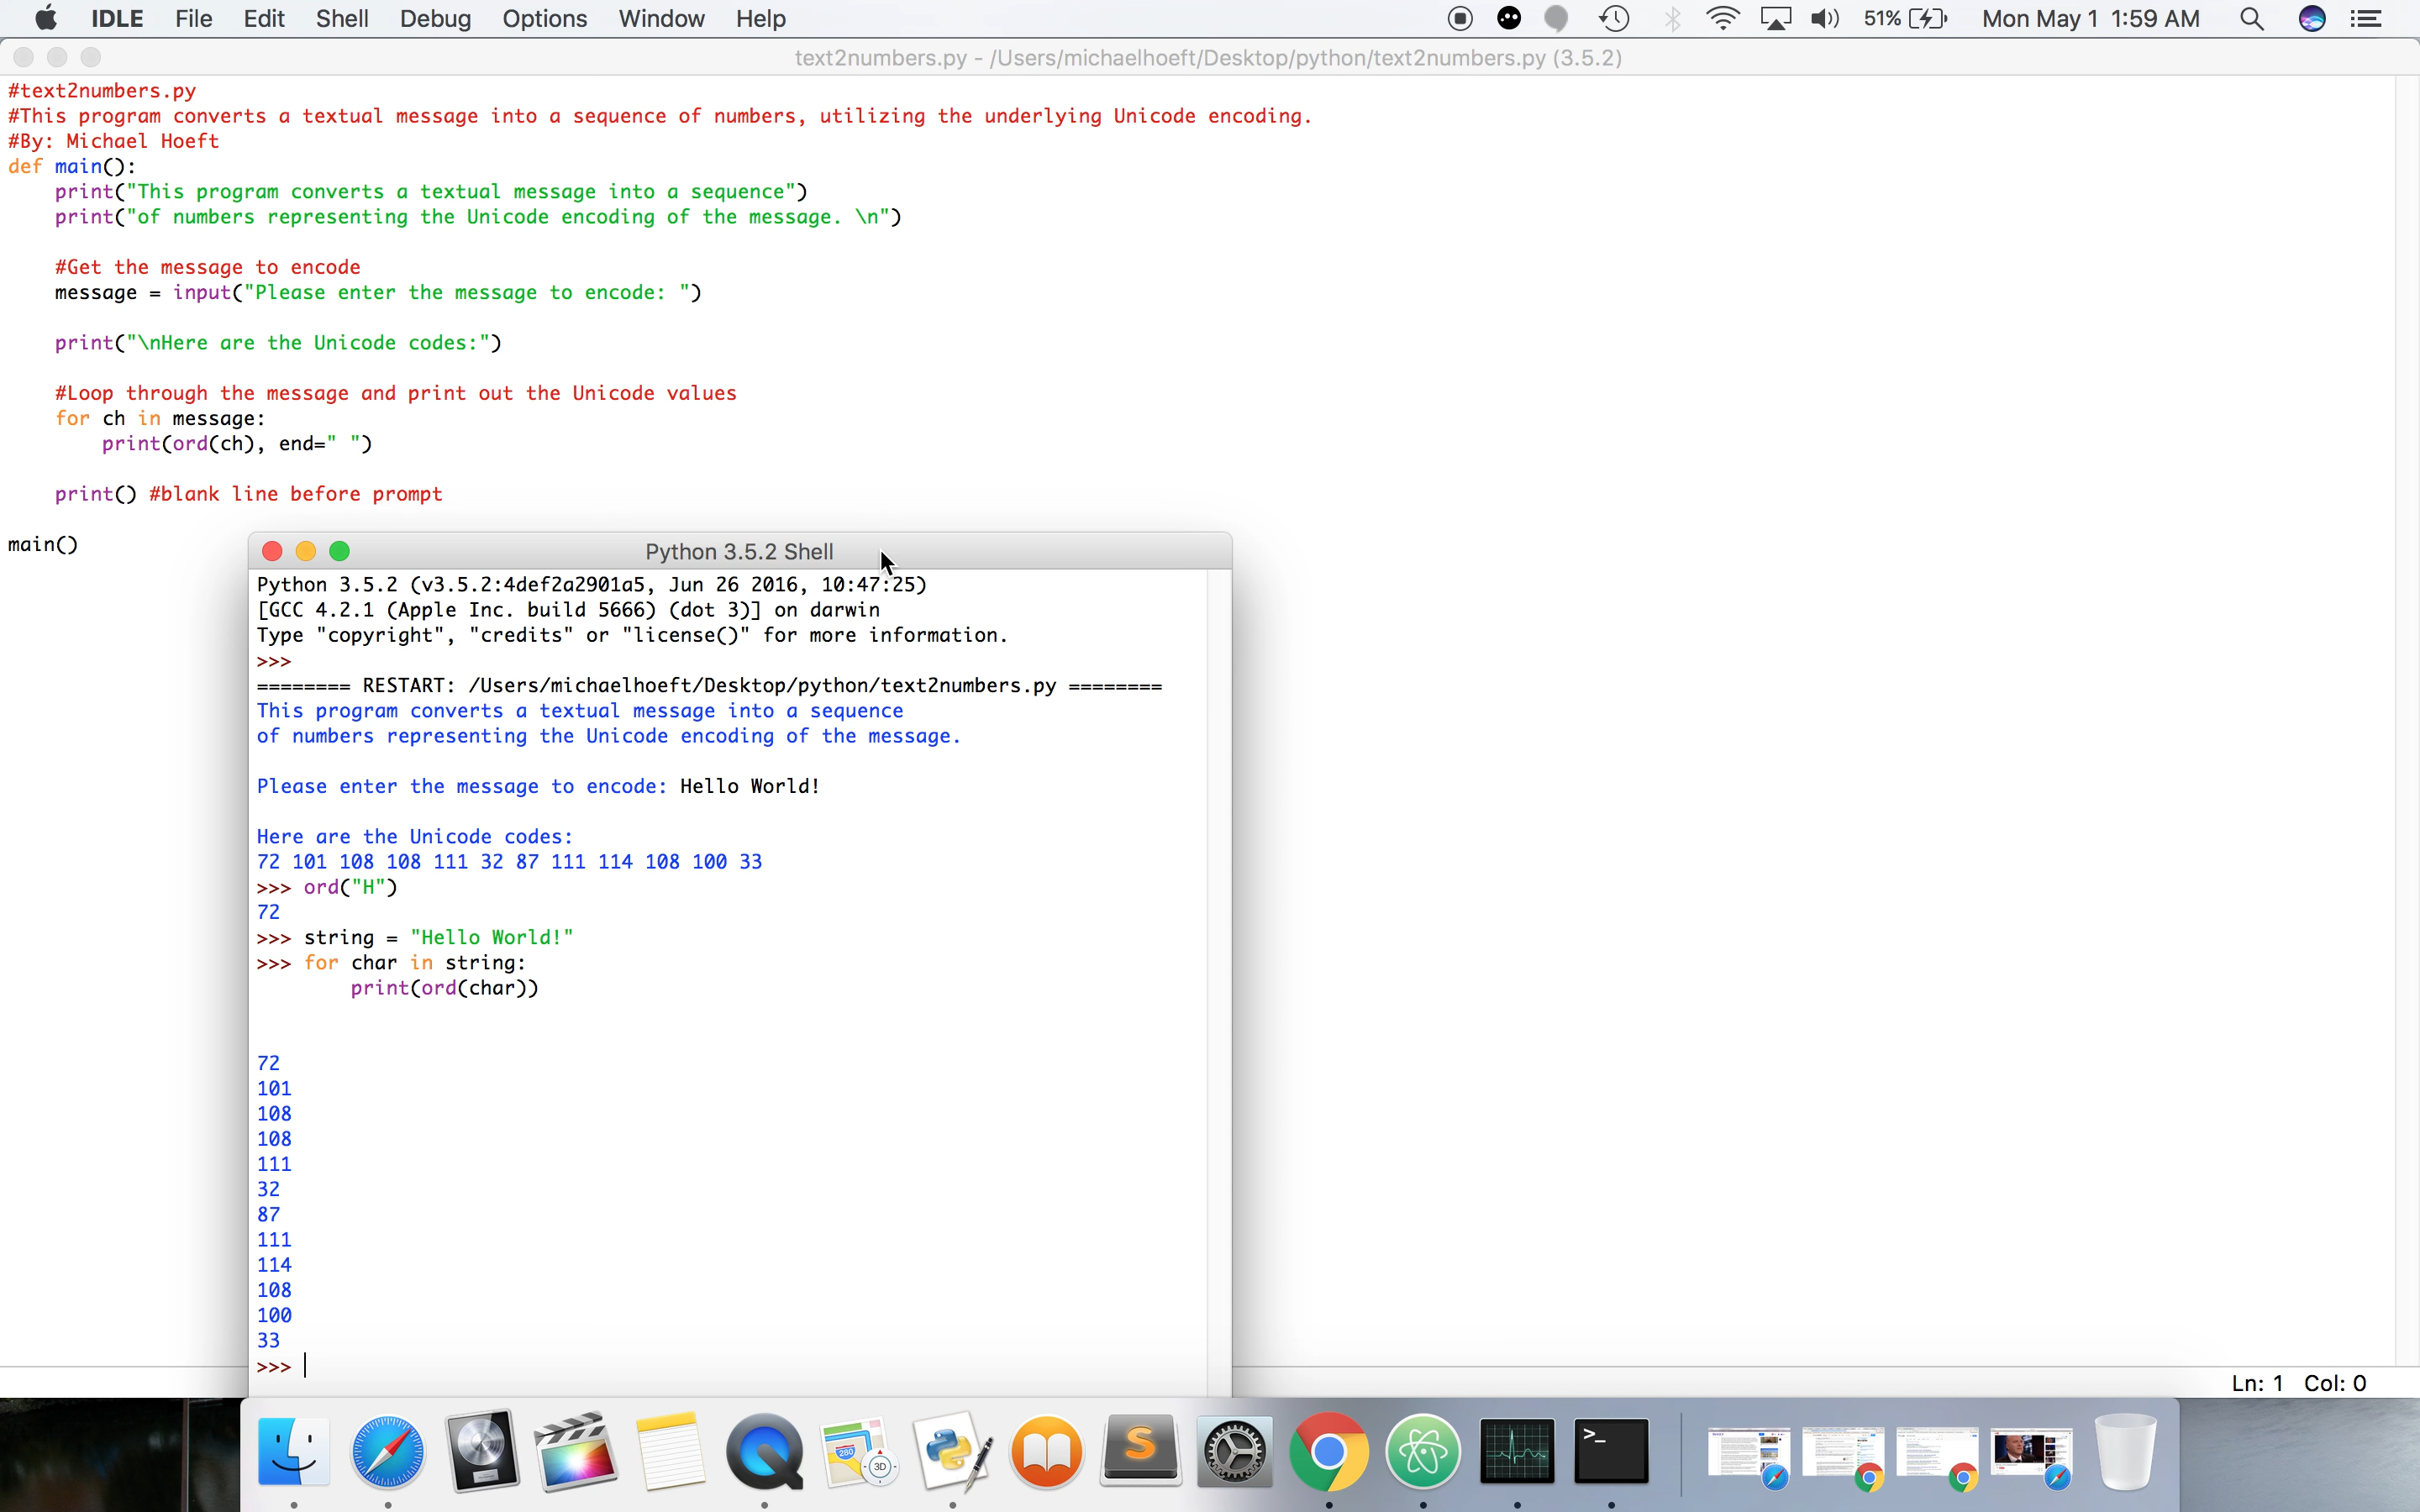 IDLE File Edit Shell Debug Options Window Help 51% Mon May 1 1:59 AM
text2numbers.py - /Users/michaelhoeft/Desktop/python/text2numbers.py (3.5.2)
#text2numbers.py
#This program converts a textual message into a sequence of numbers, utilizing the underlying Unicode encoding.
#By: Michael Hoeft
def main():
    print("This program converts a textual message into a sequence")
    print("of numbers representing the Unicode encoding of the message. \n")
    #Get the message to encode
    message = input("Please enter the message to encode: ")
    print("\nHere are the Unicode codes:")
    #Loop through the message and print out the Unicode values
    for ch in message:
        print(ord(ch), end=" ")
    print() #blank line before prompt
main()
Python 3.5.2 Shell
Python 3.5.2 (v3.5.2:4def2a2901a5, Jun 26 2016, 10:47:25)
[GCC 4.2.1 (Apple Inc. build 5666) (dot 3)] on darwin
Type "copyright", "credits" or "license()" for more information.
>>>
======== RESTART: /Users/michaelhoeft/Desktop/python/text2numbers.py ========
This program converts a textual message into a sequence
of numbers representing the Unicode encoding of the message.
Please enter the message to encode: Hello World!
Here are the Unicode codes:
72 101 108 108 111 32 87 111 114 108 100 33
>>> ord("H")
72
>>> string = "Hello World!"
>>> for char in string:
        print(ord(char))
72
101
108
108
111
32
87
111
114
108
100
33
>>>
Ln: 1 Col: 0
280
3D
>_